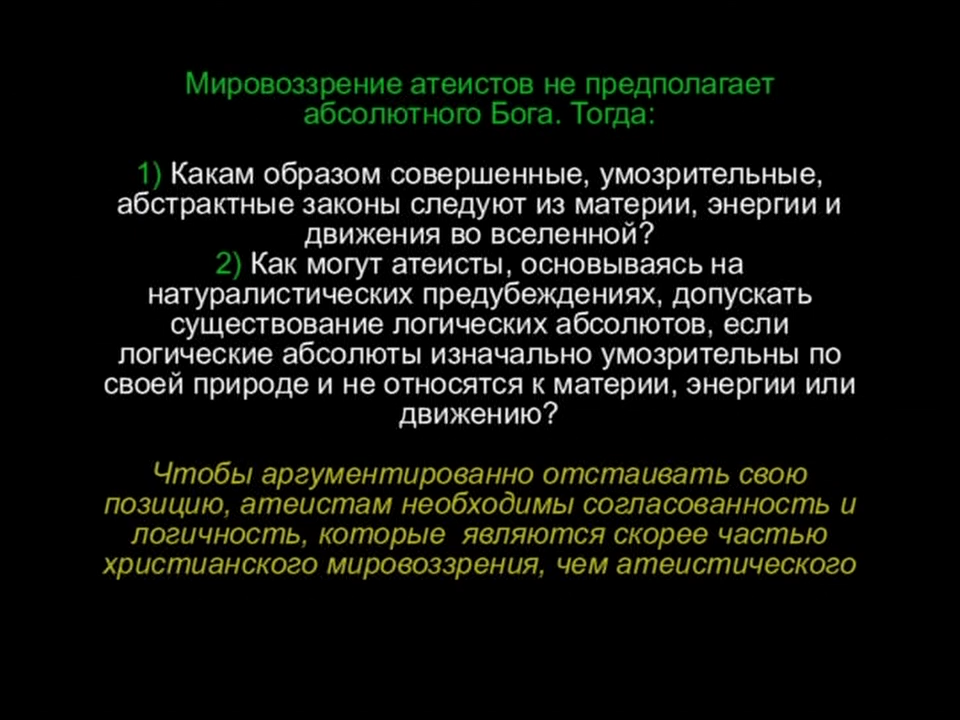 Мировоззрение атеистов не предполагает
абсолютного Бога. Тогда:
1) Какам образом совершенные, умозрительные,
абстрактные законы следуют из материи, энергии и
движения во вселенной?
2) Как могут атеисты, основываясь на
натуралистических предубеждениях, допускать
существование логических абсолютов, если
логические абсолюты изначально умозрительны по
своей природе и не относятся к материи, энергии или
движению?
Чтобы аргументированно отстаивать свою
позицию, атеистам необходимы согласованность и
логичность, которые являются скорее частью
христианского мировоззрения, чем атеистического